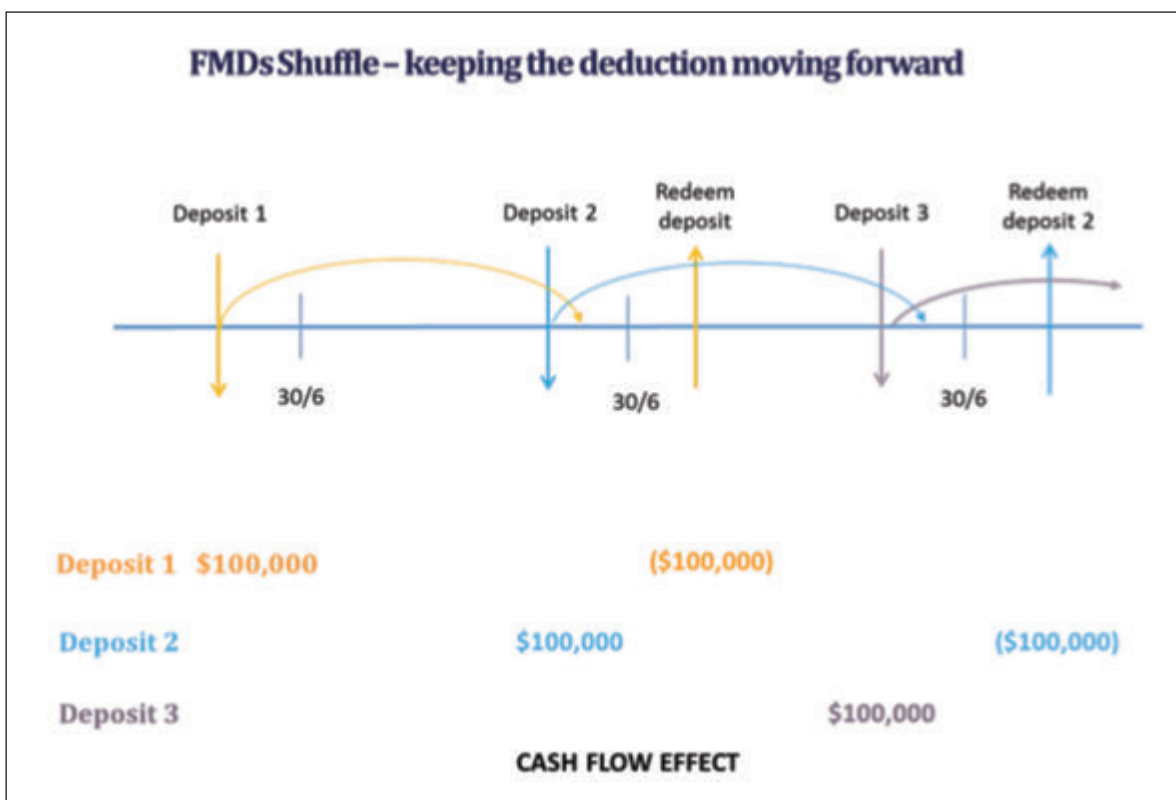 FMDs Shuffle – keeping the deduction moving forward
Deposit 1
Deposit 2
Redeem
deposit
Deposit 3
Redeem
deposit 2
30/6
30/6
30/6
Deposit 1 $100,000 ($100,000)
Deposit 2 $100,000 ($100,000)
Deposit 3 $100,000
CASH FLOW EFFECT